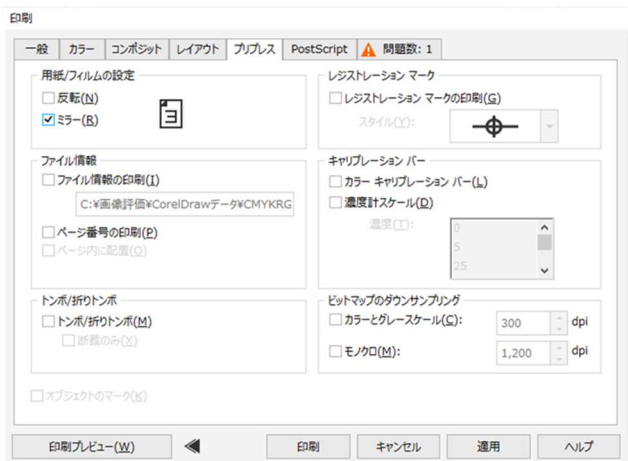 印刷
一般 カラー コンポジット レイアウト プリプレス PostScript 問題数: 1
用紙/フィルムの設定
反転(N)
ミラー(R)
レジストレーション マーク
レジストレーション マークの印刷(G)
スタイル(Y):
ファイル情報
ファイル情報の印刷(I)
C:¥画像評価¥CorelDrawデータ¥CMYKRG
ページ番号の印刷(P)
ページ内に配置(O)
キャリブレーション バー
カラー キャリブレーション バー(L)
濃度計スケール(D)
濃度(T):
0
5
25
トンボ/折りトンボ
トンボ/折りトンボ(M)
断裁のみ(X)
ビットマップのダウンサンプリング
カラーとグレースケール(C): 300 dpi
モノクロ(M): 1,200 dpi
オブジェクトのマーク(K)
印刷プレビュー(W) 印刷 キャンセル 適用 ヘルプ